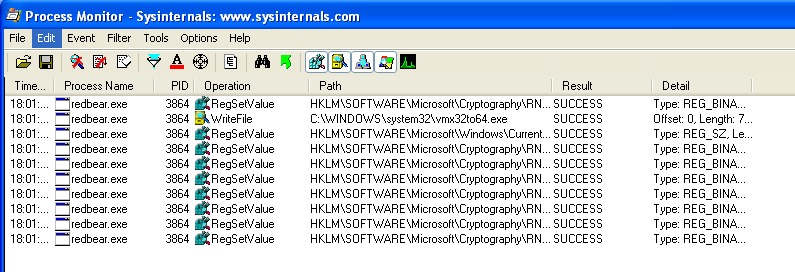 Process Monitor - Sysinternals: www.sysinternals.com
File Edit Event Filter Tools Options Help
Time... Process Name PID Operation Path Result Detail
18:01:... redbear.exe 3864 RegSetValue HKLM\SOFTWARE\Microsoft\Cryptography\RN... SUCCESS Type: REG_BINA...
18:01:... redbear.exe 3864 WriteFile C:\WINDOWS\system32\vmx32to64.exe SUCCESS Offset: 0, Length: 7...
18:01:... redbear.exe 3864 RegSetValue HKLM\SOFTWARE\Microsoft\Windows\Current... SUCCESS Type: REG_SZ, Le...
18:01:... redbear.exe 3864 RegSetValue HKLM\SOFTWARE\Microsoft\Cryptography\RN... SUCCESS Type: REG_BINA...
18:01:... redbear.exe 3864 RegSetValue HKLM\SOFTWARE\Microsoft\Cryptography\RN... SUCCESS Type: REG_BINA...
18:01:... redbear.exe 3864 RegSetValue HKLM\SOFTWARE\Microsoft\Cryptography\RN... SUCCESS Type: REG_BINA...
18:01:... redbear.exe 3864 RegSetValue HKLM\SOFTWARE\Microsoft\Cryptography\RN... SUCCESS Type: REG_BINA...
18:01:... redbear.exe 3864 RegSetValue HKLM\SOFTWARE\Microsoft\Cryptography\RN... SUCCESS Type: REG_BINA...
18:01:... redbear.exe 3864 RegSetValue HKLM\SOFTWARE\Microsoft\Cryptography\RN... SUCCESS Type: REG_BINA...
18:01:... redbear.exe 3864 RegSetValue HKLM\SOFTWARE\Microsoft\Cryptography\RN... SUCCESS Type: REG_BINA...